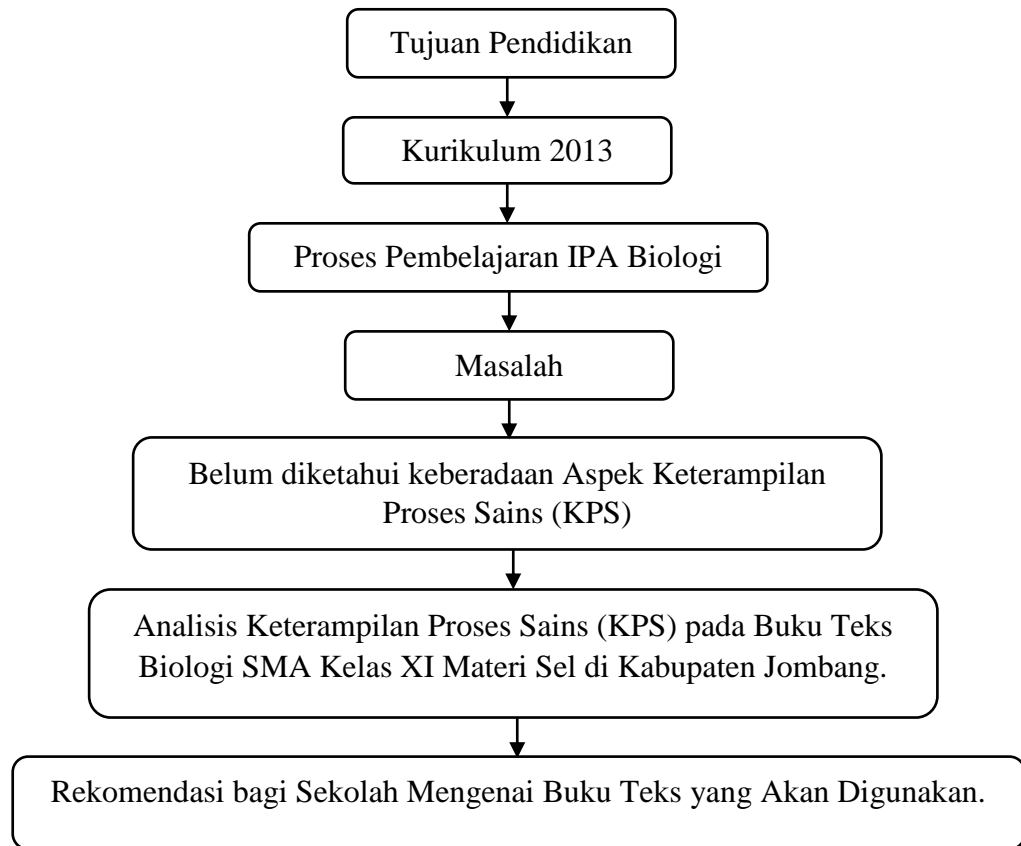 Tujuan Pendidikan
Kurikulum 2013
Proses Pembelajaran IPA Biologi
Masalah
Belum diketahui keberadaan Aspek Keterampilan
Proses Sains (KPS)
Analisis Keterampilan Proses Sains (KPS) pada Buku Teks
Biologi SMA Kelas XI Materi Sel di Kabupaten Jombang.
Rekomendasi bagi Sekolah Mengenai Buku Teks yang Akan Digunakan.